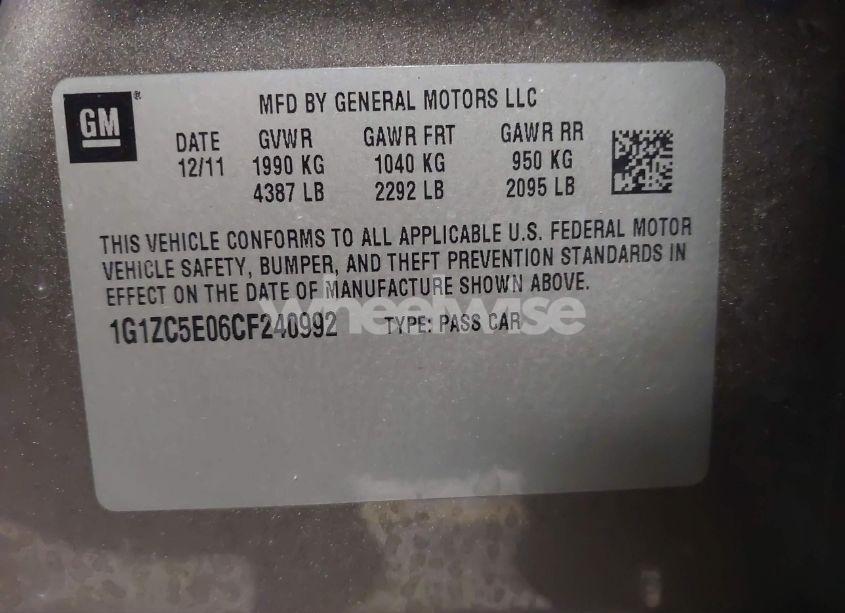 GM
MFD BY GENERAL MOTORS LLC
DATE GVWR GAWR FRT GAWR RR
12/11 1990 KG 1040 KG 950 KG
4387 LB 2292 LB 2095 LB
THIS VEHICLE CONFORMS TO ALL APPLICABLE U.S. FEDERAL MOTOR
VEHICLE SAFETY, BUMPER, AND THEFT PREVENTION STANDARDS IN
EFFECT ON THE DATE OF MANUFACTURE SHOWN ABOVE.
wheelwise
1G1ZC5E06CF240992 TYPE: PASS CAR